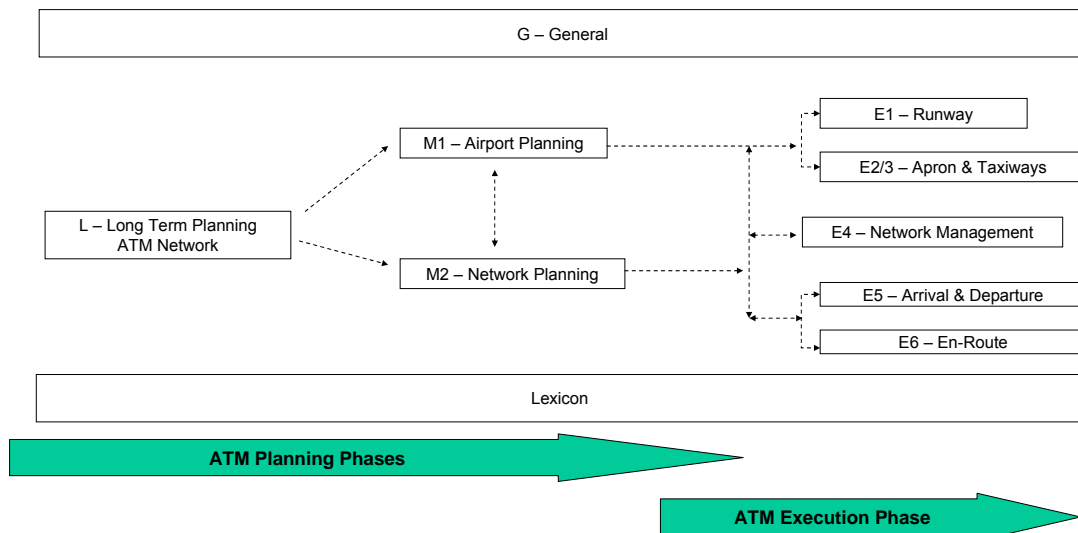 G – General
E1 – Runway
M1 – Airport Planning
E2/3 – Apron & Taxiways
L – Long Term Planning
ATM Network
E4 – Network Management
M2 – Network Planning
E5 – Arrival & Departure
E6 – En-Route
Lexicon
ATM Planning Phases
ATM Execution Phase